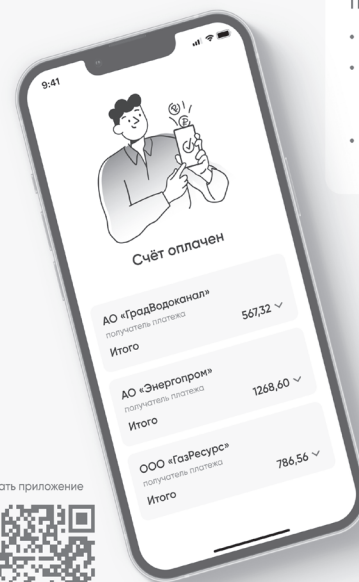 9:41
Счёт оплачен
АО «ГрадВодоканал»
получатель платежа
Итого
567,32
АО «Энергопром»
получатель платежа
Итого
1268,60
ООО «ГазРесурс»
получатель платежа
Итого
786,56
приложение